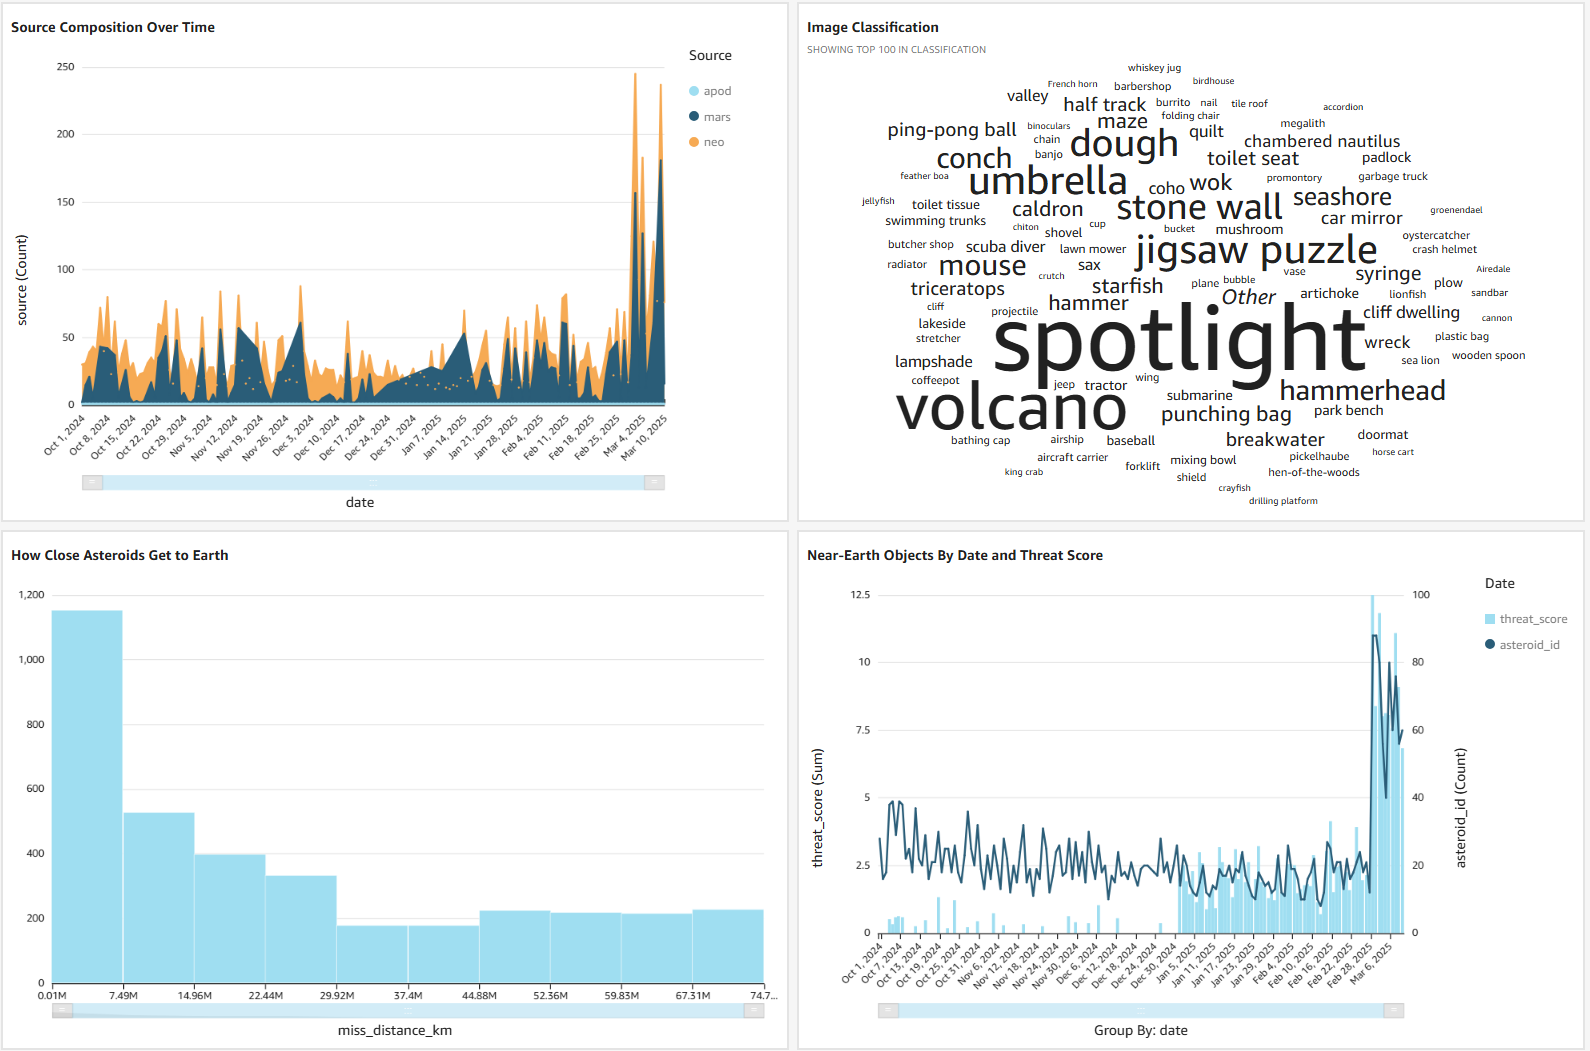 Source Composition Over Time
Source
apod
mars
neo
250
200
150
100
50
0
source (Count)
Oct 1, 2024
Oct 8, 2024
Oct 15, 2024
Oct 22, 2024
Oct 29, 2024
Nov 5, 2024
Nov 12, 2024
Nov 19, 2024
Nov 26, 2024
Dec 3, 2024
Dec 10, 2024
Dec 17, 2024
Dec 24, 2024
Dec 31, 2024
Jan 7, 2025
Jan 14, 2025
Jan 21, 2025
Jan 28, 2025
Feb 4, 2025
Feb 11, 2025
Feb 18, 2025
Feb 25, 2025
Mar 4, 2025
Mar 10, 2025
date
Image Classification
SHOWING TOP 100 IN CLASSIFICATION
whiskey jug
French horn barbershop birdhouse
valley half track burrito nail tile roof accordion
folding chair
ping-pong ball binoculars maze quilt megalith
chain dough chambered nautilus
conch banjo toilet seat padlock
feather boa umbrella coho wok promontory garbage truck
jellyfish toilet tissue caldron stone wall seashore groenendael
swimming trunks chiton shovel cup bucket mushroom car mirror
butcher shop scuba diver lawn mower jigsaw puzzle oystercatcher
crash helmet
radiator mouse crutch sax vase syringe Airedale
triceratops starfish plane bubble plow
cliff projectile hammer Other artichoke lionfish sandbar
lakeside spotlight cliff dwelling cannon
stretcher wreck plastic bag
lampshade sea lion wooden spoon
coffeepot jeep tractor wing hammerhead
volcano submarine
punching bag park bench
bathing cap airship baseball breakwater doormat
aircraft carrier forklift mixing bowl pickelhaube horse cart
king crab shield hen-of-the-woods
crayfish
drilling platform
How Close Asteroids Get to Earth
1,200
1,000
800
600
400
200
0
0.01M 7.49M 14.96M 22.44M 29.92M 37.4M 44.88M 52.36M 59.83M 67.31M 74.7...
miss_distance_km
Near-Earth Objects By Date and Threat Score
Date
threat_score
asteroid_id
12.5
10
7.5
5
2.5
0
threat_score (Sum)
100
80
60
40
20
0
asteroid_id (Count)
Oct 1, 2024
Oct 7, 2024
Oct 13, 2024
Oct 19, 2024
Oct 25, 2024
Oct 31, 2024
Nov 6, 2024
Nov 12, 2024
Nov 18, 2024
Nov 24, 2024
Nov 30, 2024
Dec 6, 2024
Dec 12, 2024
Dec 18, 2024
Dec 24, 2024
Dec 30, 2024
Jan 5, 2025
Jan 11, 2025
Jan 17, 2025
Jan 23, 2025
Jan 29, 2025
Feb 4, 2025
Feb 10, 2025
Feb 16, 2025
Feb 22, 2025
Feb 28, 2025
Mar 6, 2025
Group By: date